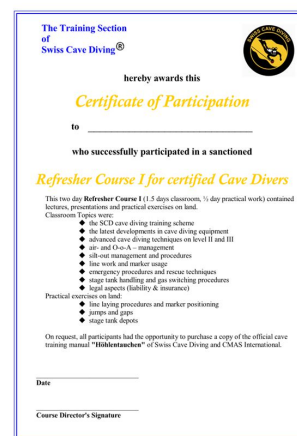 The Training Section
of
Swiss Cave Diving®
SWISS CAVE DIVING
hereby awards this
Certificate of Participation
to
who successfully participated in a sanctioned
Refresher Course I for certified Cave Divers
This two day Refresher Course I (1.5 days classroom, ½ day practical work) contained
lectures, presentations and practical exercises on land.
Classroom Topics were:
◆ the SCD cave diving training scheme
◆ the latest developments in cave diving equipment
◆ advanced cave diving techniques on level II and III
◆ air- and O-o-A – management
◆ silt-out management and procedures
◆ line work and marker usage
◆ emergency procedures and rescue techniques
◆ stage tank handling and gas switching procedures
◆ legal aspects (liability & insurance)
Practical exercises on land:
◆ line laying procedures and marker positioning
◆ jumps and gaps
◆ stage tank depots
On request, all participants had the opportunity to purchase a copy of the official cave
training manual "Höhlentauchen" of Swiss Cave Diving and CMAS International.
Date
Course Director's Signature